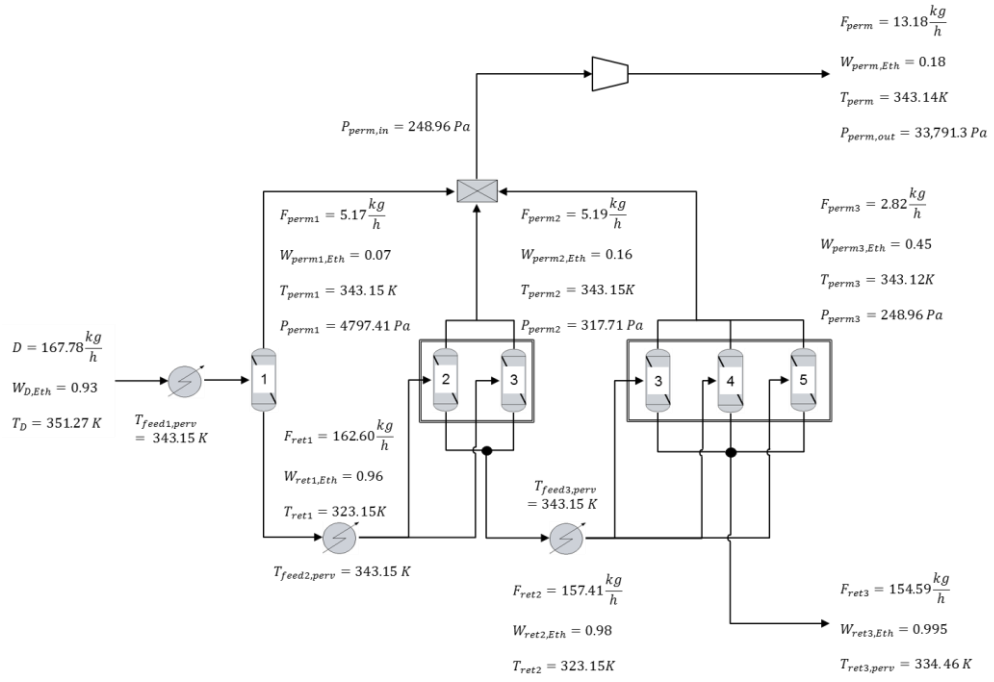 F_perm = 13.18 kg/h
W_perm,Eth = 0.18
T_perm = 343.14K
P_perm,out = 33,791.3 Pa
P_perm,in = 248.96 Pa
F_perm1 = 5.17 kg/h
W_perm1,Eth = 0.07
T_perm1 = 343.15 K
P_perm1 = 4797.41 Pa
F_perm2 = 5.19 kg/h
W_perm2,Eth = 0.16
T_perm2 = 343.15K
P_perm2 = 317.71 Pa
F_perm3 = 2.82 kg/h
W_perm3,Eth = 0.45
T_perm3 = 343.12K
P_perm3 = 248.96 Pa
D = 167.78 kg/h
W_D,Eth = 0.93
T_D = 351.27 K
T_feed1,perv
= 343.15 K
1
2
3
3
4
5
F_ret1 = 162.60 kg/h
W_ret1,Eth = 0.96
T_ret1 = 323.15K
T_feed2,perv = 343.15 K
T_feed3,perv
= 343.15 K
F_ret2 = 157.41 kg/h
W_ret2,Eth = 0.98
T_ret2 = 323.15K
F_ret3 = 154.59 kg/h
W_ret3,Eth = 0.995
T_ret3,perv = 334.46 K